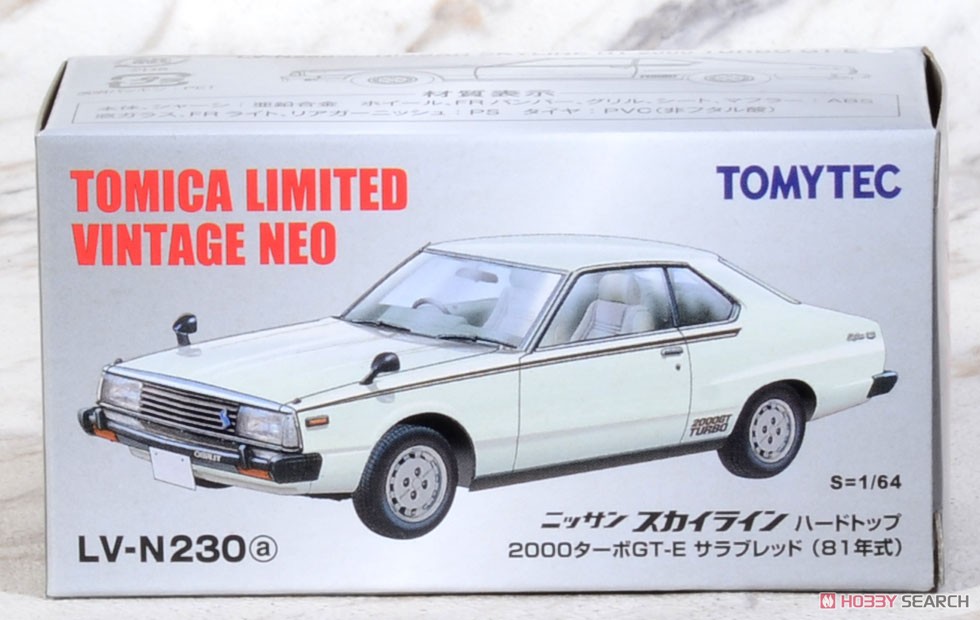 材質表示
本体、シャーシ：亜鉛合金　ホイール、FRバンパー、グリル、シート、マフラー：ABS
窓ガラス、FRライト、リアガーニッシュ：PS　タイヤ：PVC（非フタル酸）
TOMICA LIMITED
VINTAGE NEO
TOMYTEC
2000GT
TURBO
S=1/64
ニッサン スカイライン ハードトップ
2000ターボGT-E サラブレッド（81年式）
LV-N230ⓐ
HOBBY SEARCH